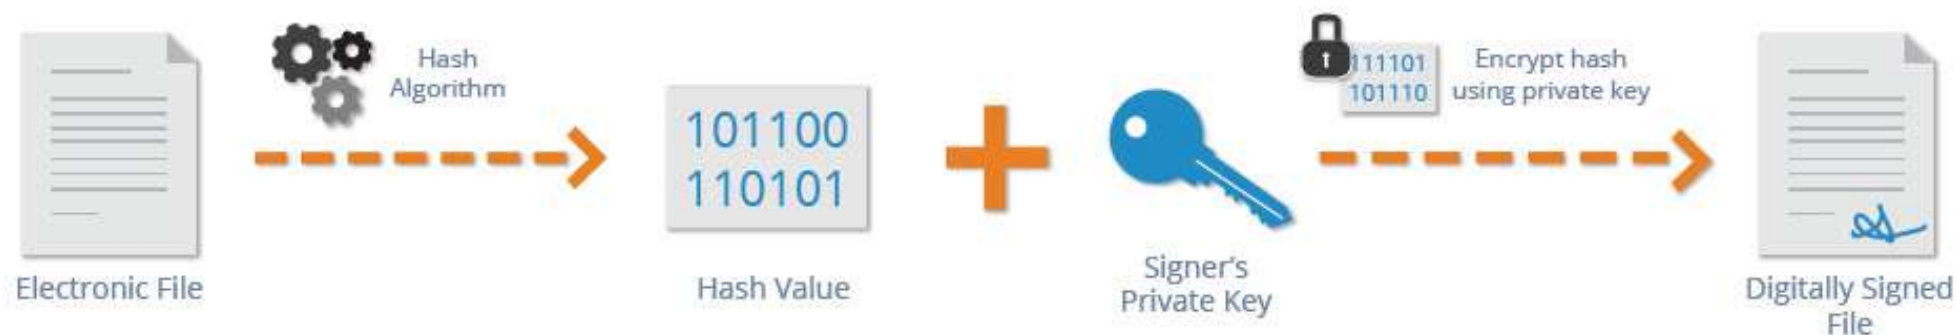 Hash
Algorithm
111101
101110
Encrypt hash
using private key
101100
110101
Electronic File
Hash Value
Signer's
Private Key
Digitally Signed
File